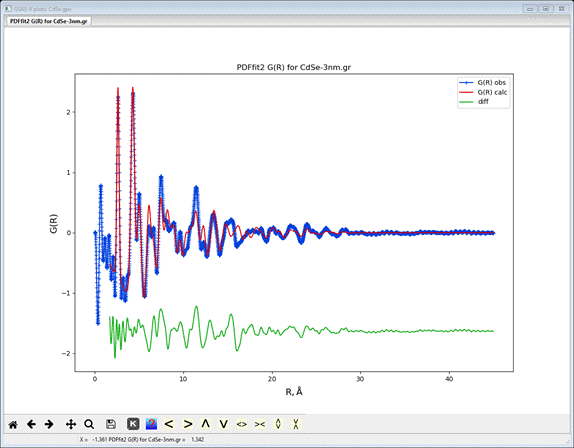 GSAS-II plots: CdSe.gpx
PDFfit2 G(R) for CdSe-3nm.gr
PDFfit2 G(R) for CdSe-3nm.gr
G(R) obs
G(R) calc
diff
2
1
0
−1
−2
G(R)
0 10 20 30 40
R, Å
K
X = -1.361 PDFfit2 G(R) for CdSe-3nm.gr = 1.342